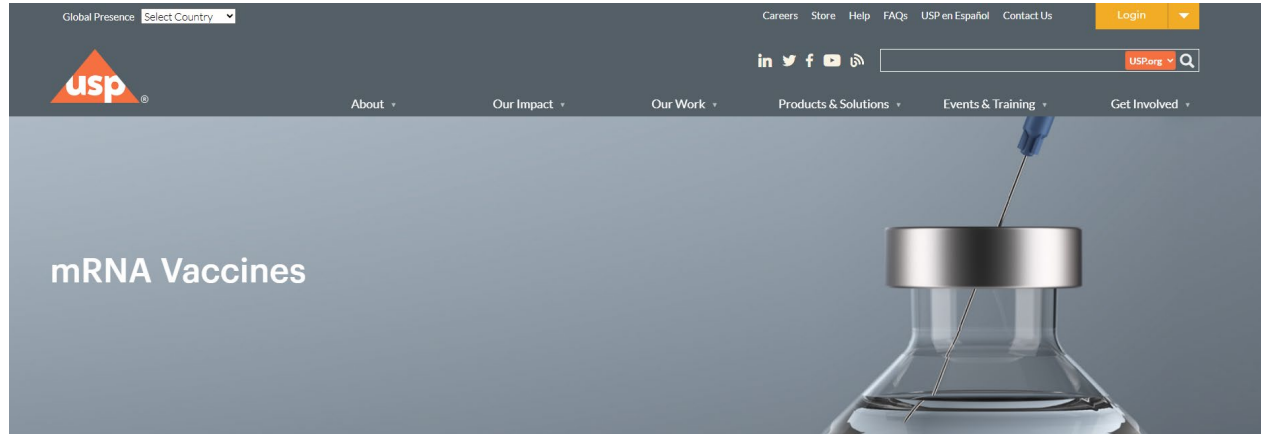 Global Presence Select Country
Careers Store Help FAQs USP en Español Contact Us Login
in f
USP.org
usp ®
About Our Impact Our Work Products & Solutions Events & Training Get Involved
mRNA Vaccines